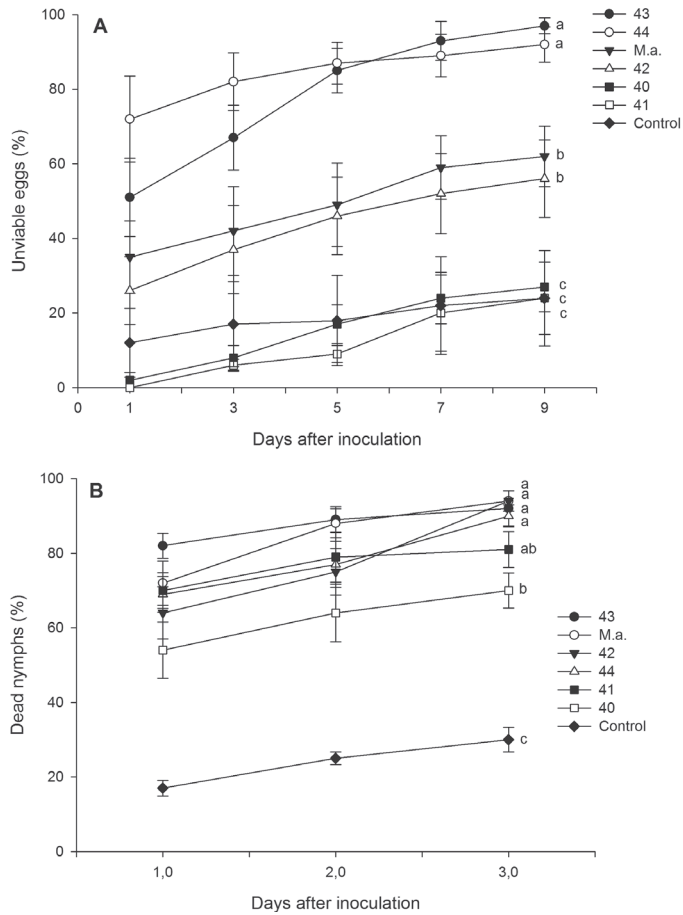 A
Unviable eggs (%)
100
80
60
40
20
0
0
1
3
5
7
9
Days after inoculation
a
a
b
b
c
c
c
43
44
M.a.
42
40
41
Control
B
Dead nymphs (%)
100
80
60
40
20
0
1,0
2,0
3,0
Days after inoculation
a
a
a
a
ab
b
c
43
M.a.
42
44
41
40
Control